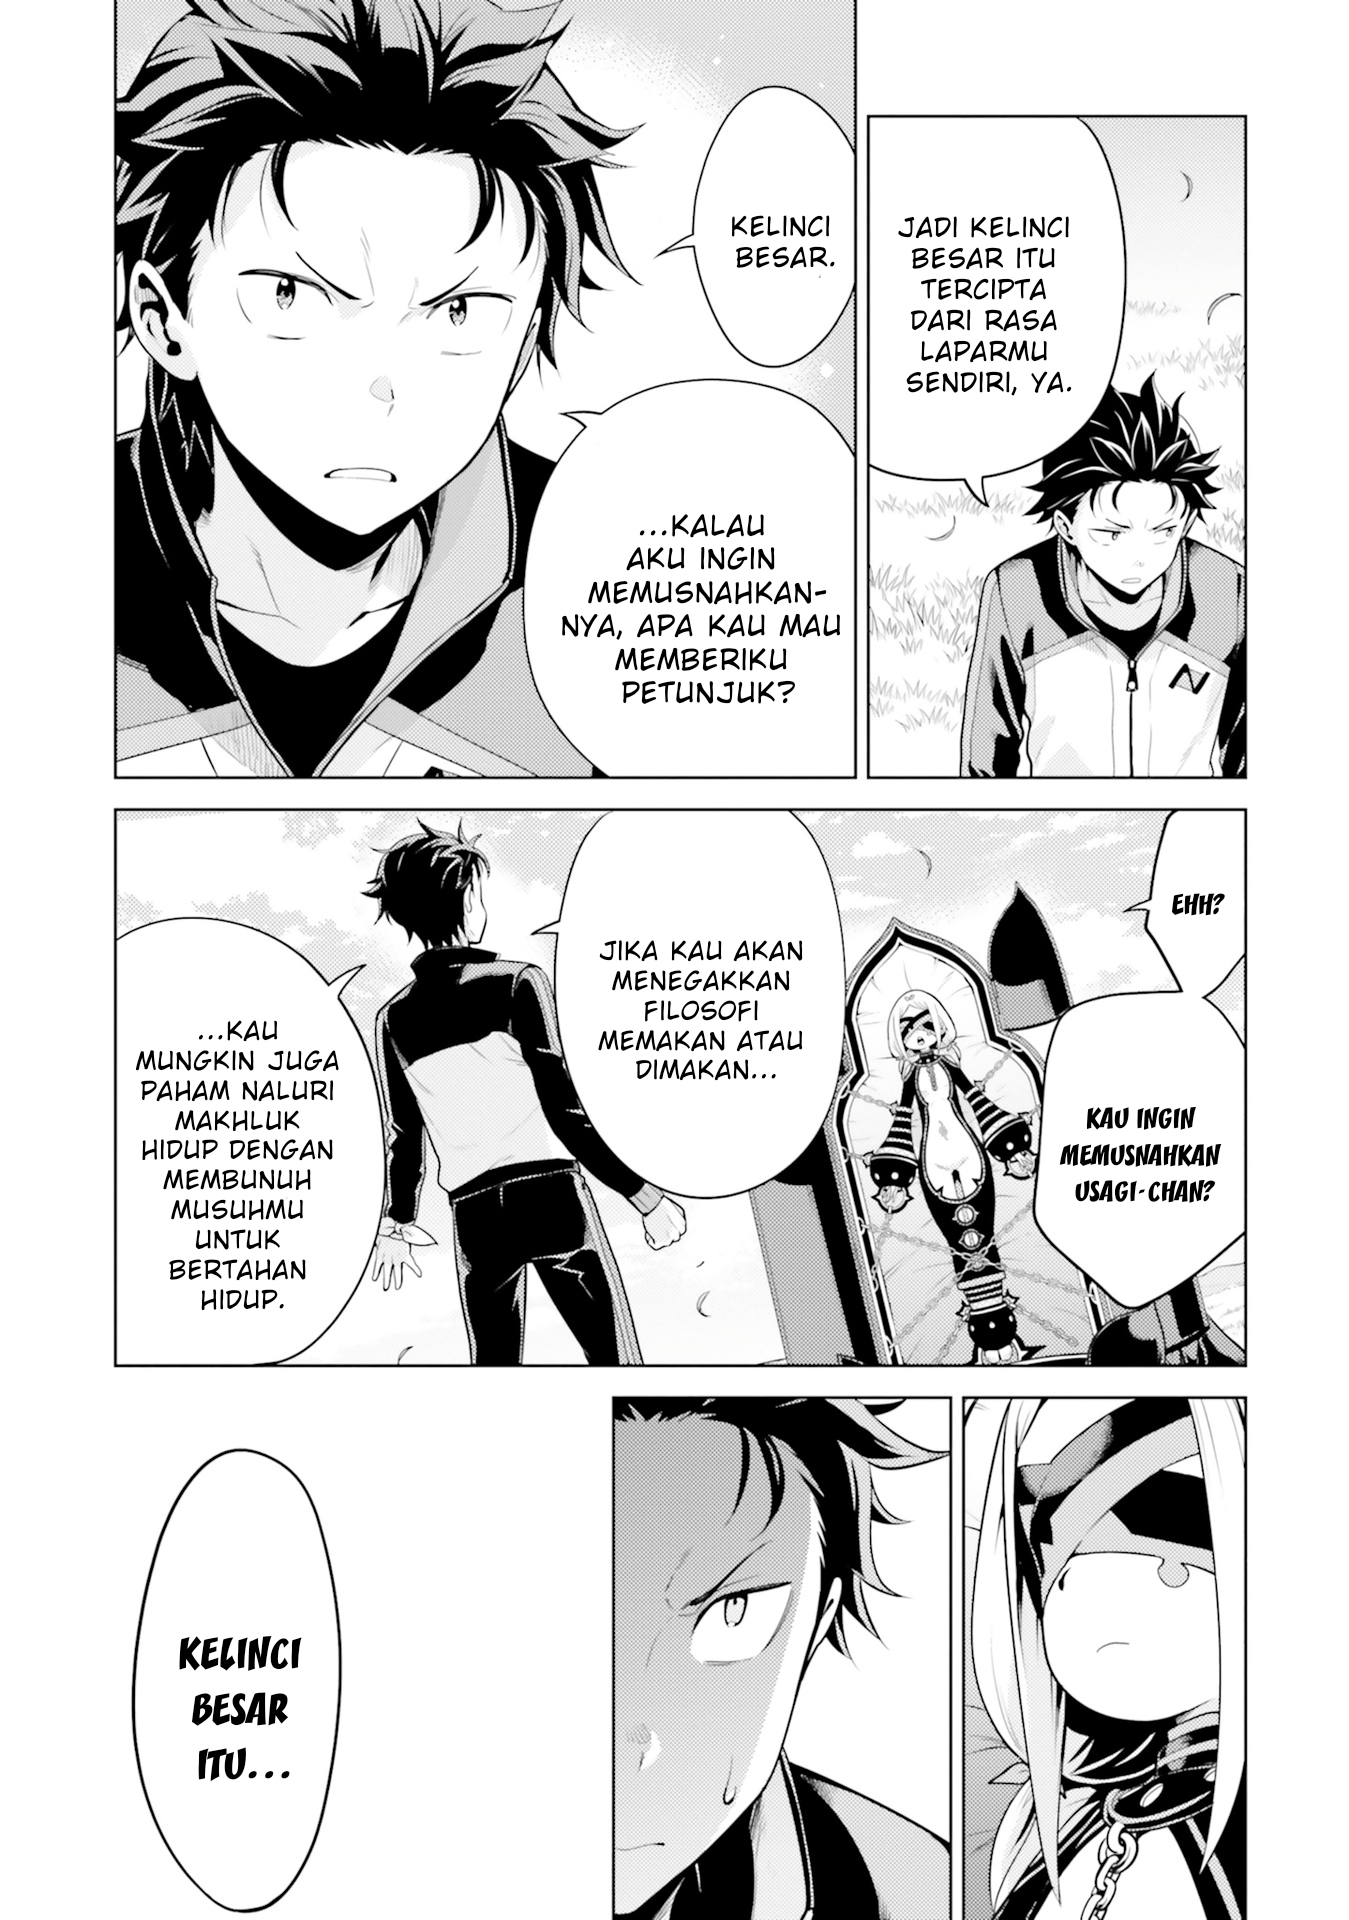 JADI KELINCI
BESAR ITU
TERCIPTA
DARI RASA
LAPARMU
SENDIRI, YA.
KELINCI
BESAR.
...KALAU
AKU INGIN
MEMUSNAHKAN-
NYA, APA KAU MAU
MEMBERIKU
PETUNJUK?
N
EHH?
KAU INGIN
MEMUSNAHKAN
USAGI-CHAN?
JIKA KAU AKAN
MENEGAKKAN
FILOSOFI
MEMAKAN ATAU
DIMAKAN...
...KAU
MUNGKIN JUGA
PAHAM NALURI
MAKHLUK
HIDUP DENGAN
MEMBUNUH
MUSUHMU
UNTUK
BERTAHAN
HIDUP.
KELINCI
BESAR
ITU...